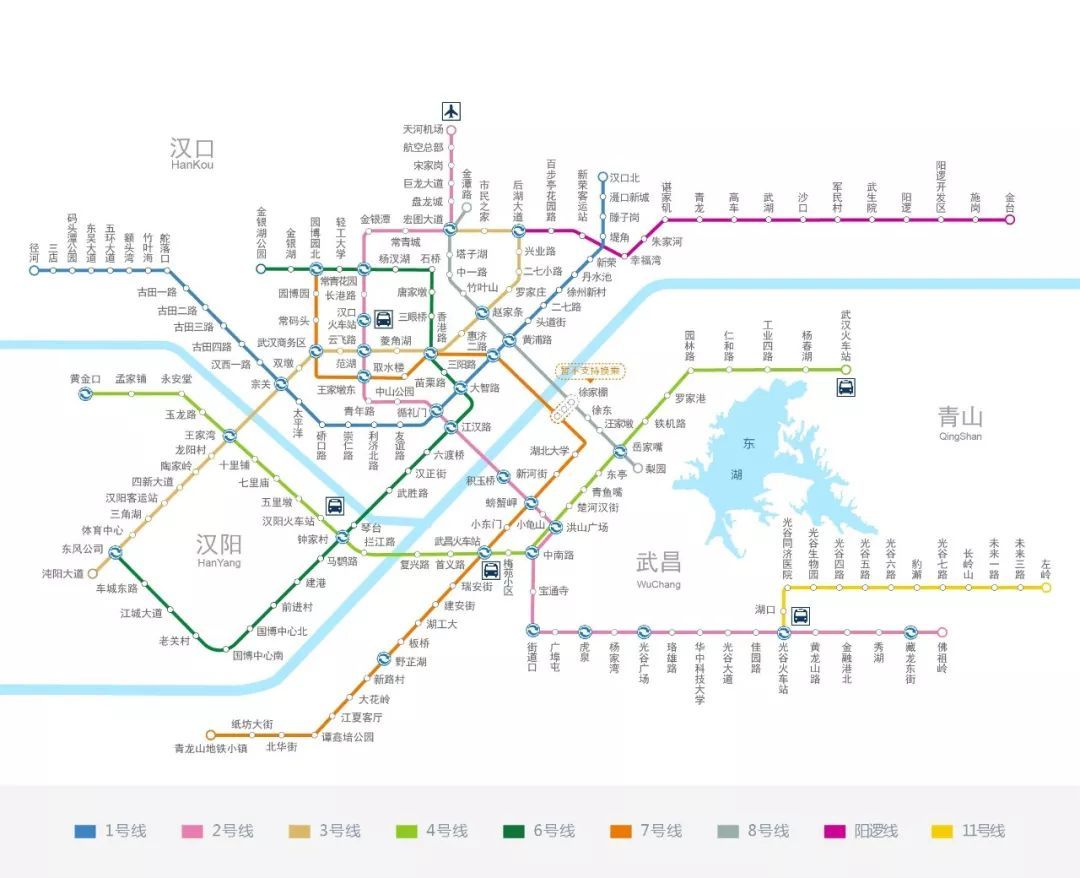 汉口
HanKou
天河机场
航空总部
宋家岗
巨龙大道
盘龙城
宏图大道
金潭路
市民之家
后湖大道
百步亭花园路
新荣客运站
汉口北
滠口新城
滕子岗
堤角
新荣
幸福湾
朱家河
谌家矶
青龙
高车
武湖
沙口
军民村
武生院
阳逻
阳逻开发区
施岗
金台
径河
三店
码头潭公园
东吴大道
五环大道
额头湾
竹叶海
舵落口
古田一路
古田二路
古田三路
古田四路
汉西一路
宗关
双墩
武汉商务区
金银湖公园
金银湖
园博园北
轻工大学
金银潭
常青城
常青花园
杨汊湖
石桥
长港路
汉口
火车站
唐家墩
三眼桥
香港路
园博园
常码头
云飞路
范湖
菱角湖
王家墩东
取水楼
中山公园
青年路
循礼门
苗栗路
大智路
江汉路
三阳路
惠济
二路
塔子湖
中一路
竹叶山
赵家条
黄浦路
兴业路
二七小路
罗家庄
丹水池
徐州新村
二七路
头道街
暂不支持换乘
徐家棚
徐东
汪家墩
岳家嘴
梨园
太平洋
硚口路
崇仁路
利济北路
友谊路
六渡桥
汉正街
武胜路
琴台
积玉桥
新河街
螃蟹岬
小龟山
洪山广场
中南路
湖北大学
小东门
武昌火车站
梅苑小区
宝通寺
园林路
仁和路
工业四路
杨春湖
武汉火车站
罗家港
铁机路
东亭
青鱼嘴
楚河汉街
东
湖
青山
QingShan
黄金口
孟家铺
永安堂
玉龙路
王家湾
龙阳村
陶家岭
四新大道
汉阳客运站
三角湖
体育中心
东风公司
沌阳大道
十里铺
七里庙
五里墩
汉阳火车站
钟家村
拦江路
复兴路
首义路
汉阳
HanYang
马鹦路
建港
前进村
国博中心北
国博中心南
老关村
江城大道
车城东路
瑞安街
建安街
湖工大
板桥
野芷湖
新路村
大花岭
江夏客厅
谭鑫培公园
北华街
纸坊大街
青龙山地铁小镇
武昌
WuChang
光谷同济医院
光谷生物园
光谷四路
光谷五路
光谷六路
豹澥
光谷七路
长岭山
未来一路
未来三路
左岭
湖口
街道口
广埠屯
虎泉
杨家湾
光谷广场
珞雄路
华中科技大学
光谷大道
佳园路
光谷火车站
黄龙山路
金融港北
秀湖
藏龙东街
佛祖岭
1号线
2号线
3号线
4号线
6号线
7号线
8号线
阳逻线
11号线